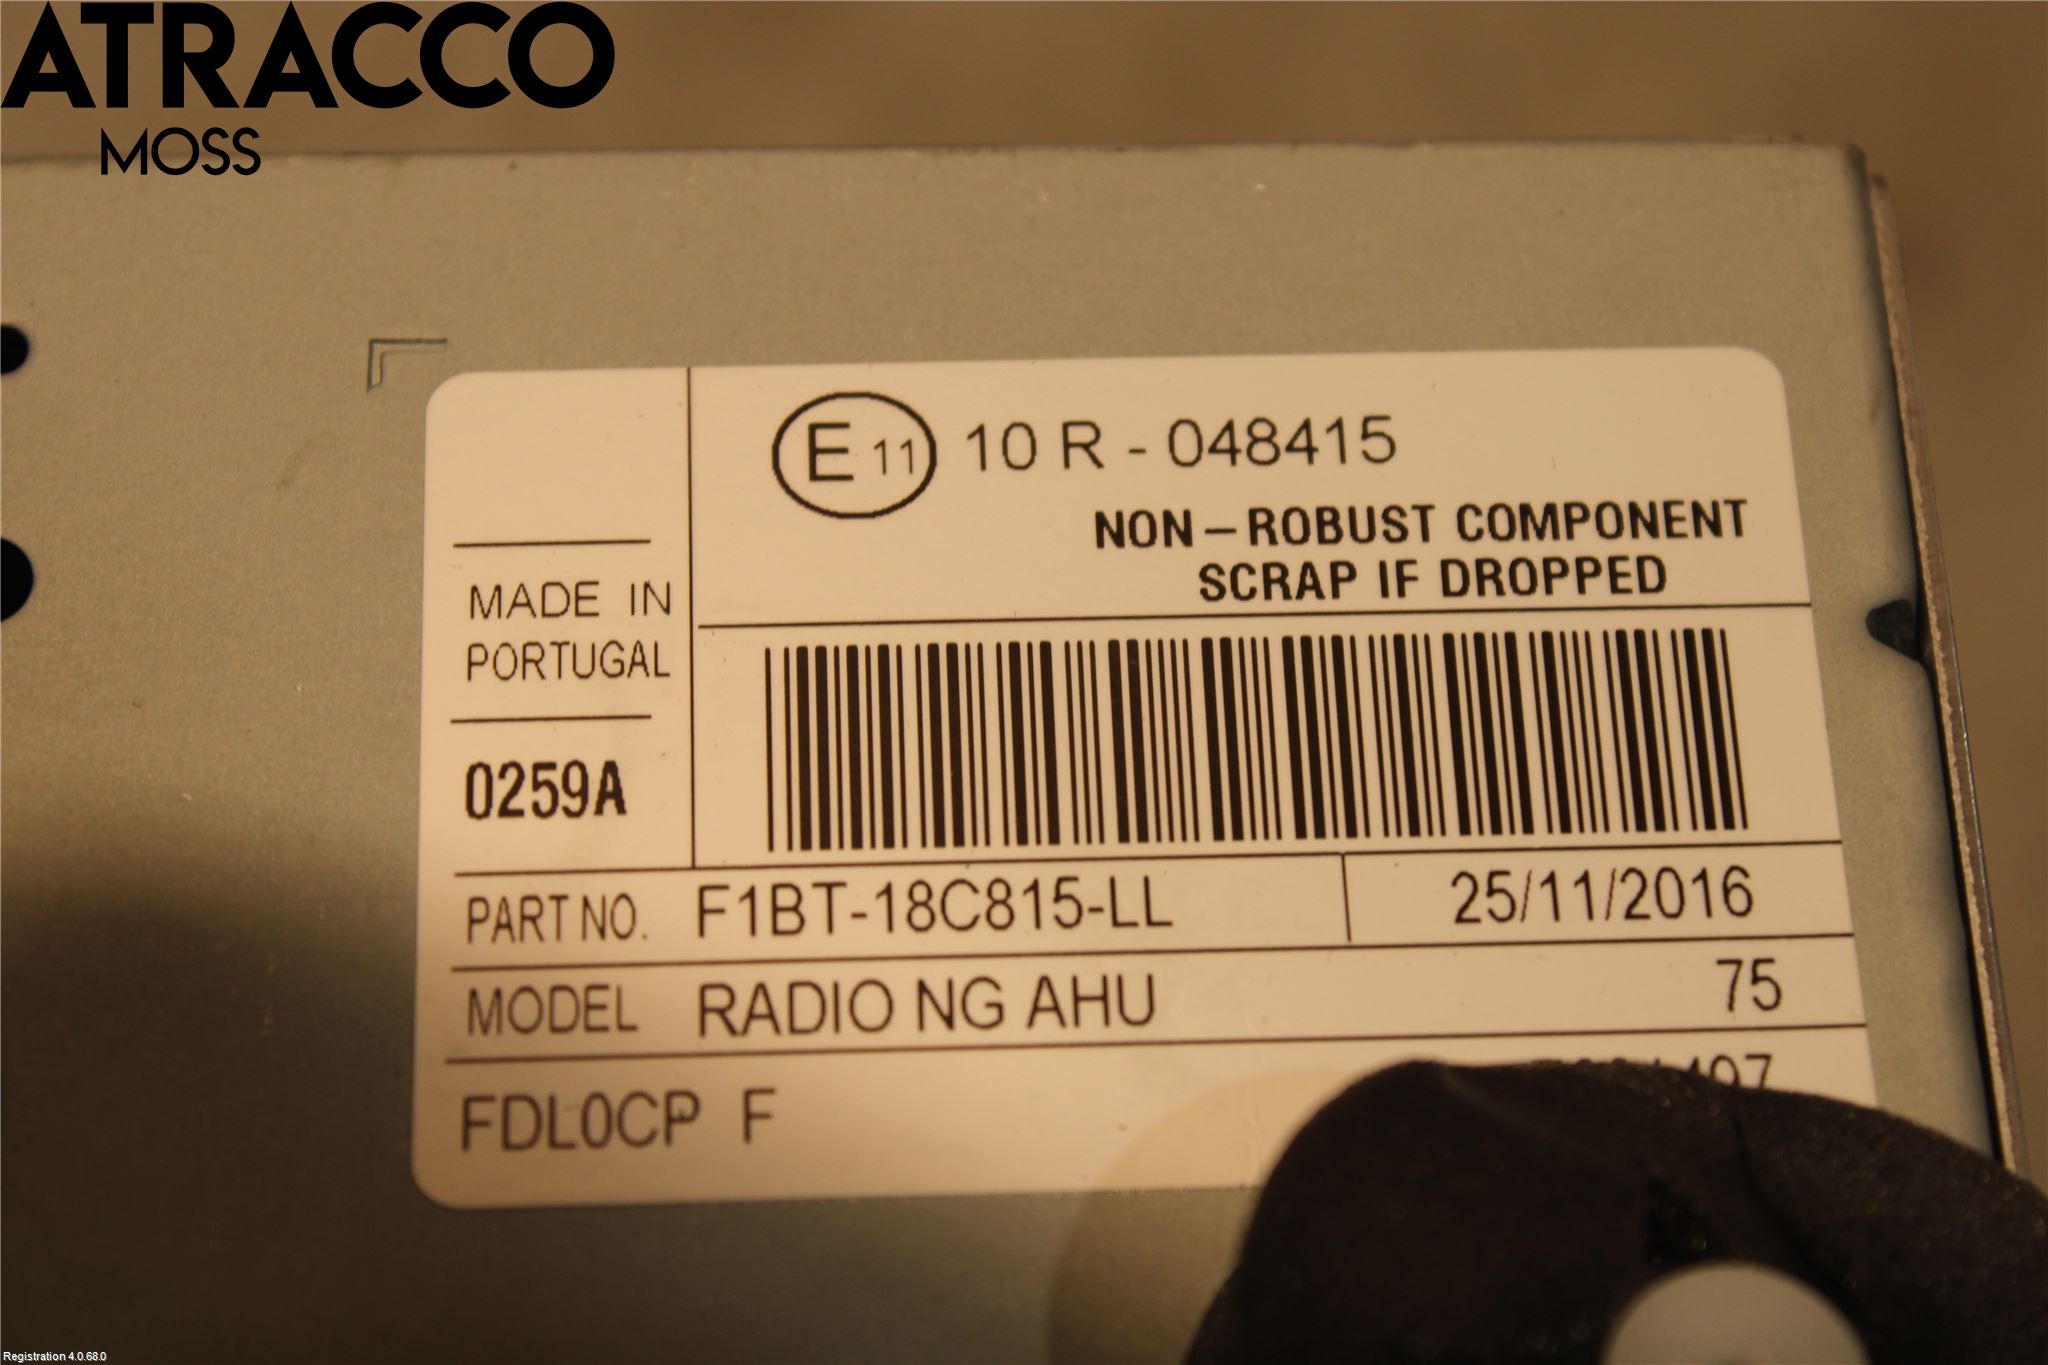 ATRACCO
MOSS
E 11 10 R - 048415
NON-ROBUST COMPONENT
SCRAP IF DROPPED
MADE IN
PORTUGAL
0259A
PART NO. F1BT-18C815-LL 25/11/2016
MODEL RADIO NG AHU 75
FDL0CP F
Registration 4.0.68.0